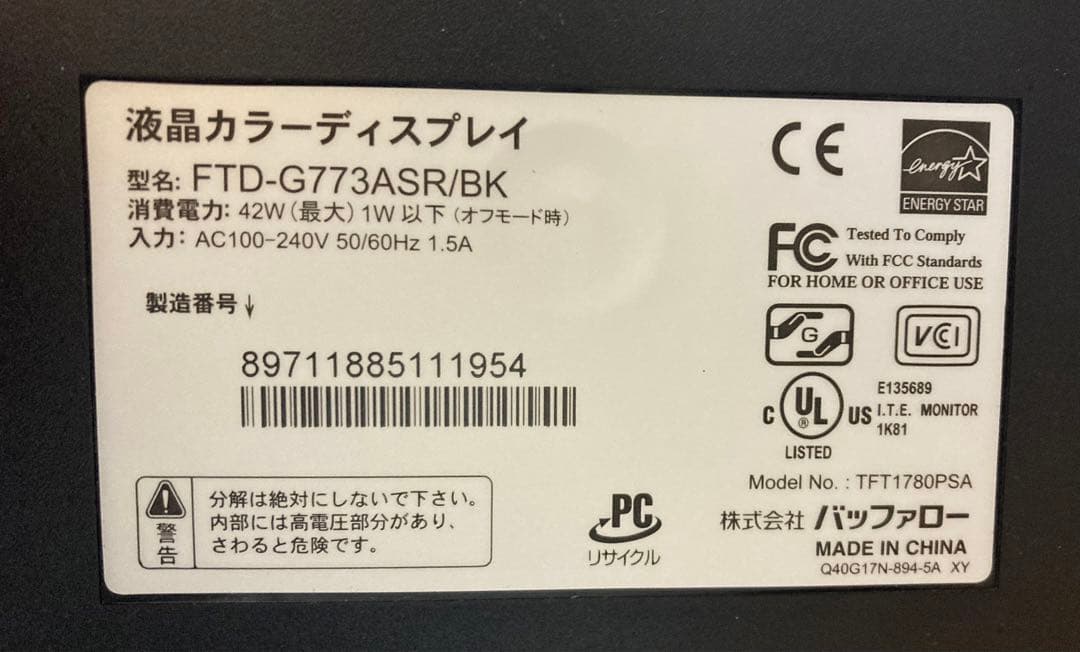 液晶カラーディスプレイ
型名: FTD-G773ASR/BK
消費電力: 42W(最大) 1W 以下 (オフモード時)
入力: AC100-240V 50/60Hz 1.5A
製造番号↓
89711885111954
警告
分解は絶対にしないで下さい。
内部には高電圧部分があり、
さわると危険です。
PC
リサイクル
CE
energy
ENERGY STAR
FC Tested To Comply
With FCC Standards
FOR HOME OR OFFICE USE
G
VCCI
C UL ® US
LISTED
E135689
I.T.E. MONITOR
1K81
Model No. : TFT1780PSA
株式会社 バッファロー
MADE IN CHINA
Q40G17N-894-5A XY